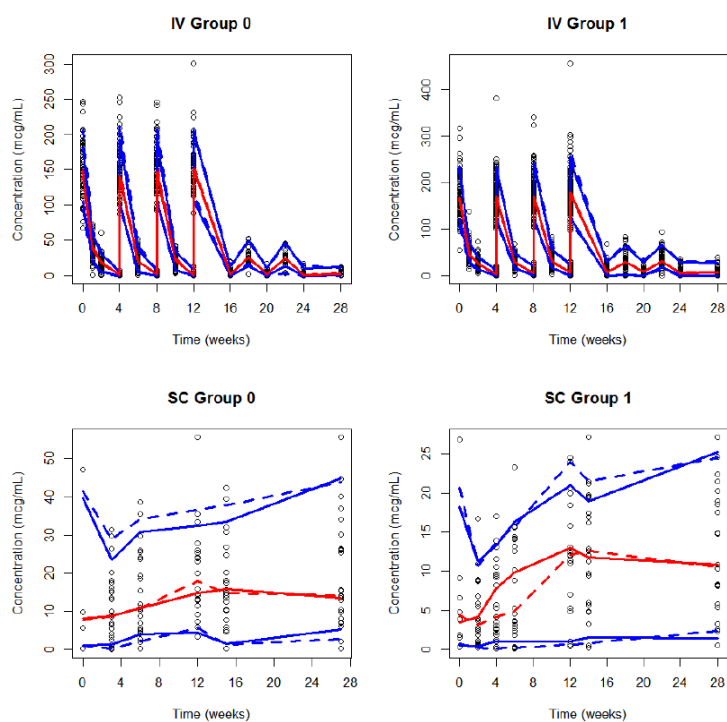 IV Group 0
IV Group 1
Concentration (mcg/mL)
0 50 100 150 200 250 300
0 4 8 12 16 20 24 28
Time (weeks)
Concentration (mcg/mL)
0 100 200 300 400
0 4 8 12 16 20 24 28
Time (weeks)
SC Group 0
SC Group 1
Concentration (mcg/mL)
0 10 20 30 40 50
0 4 8 12 16 20 24 28
Time (weeks)
Concentration (mcg/mL)
0 5 10 15 20 25
0 4 8 12 16 20 24 28
Time (weeks)